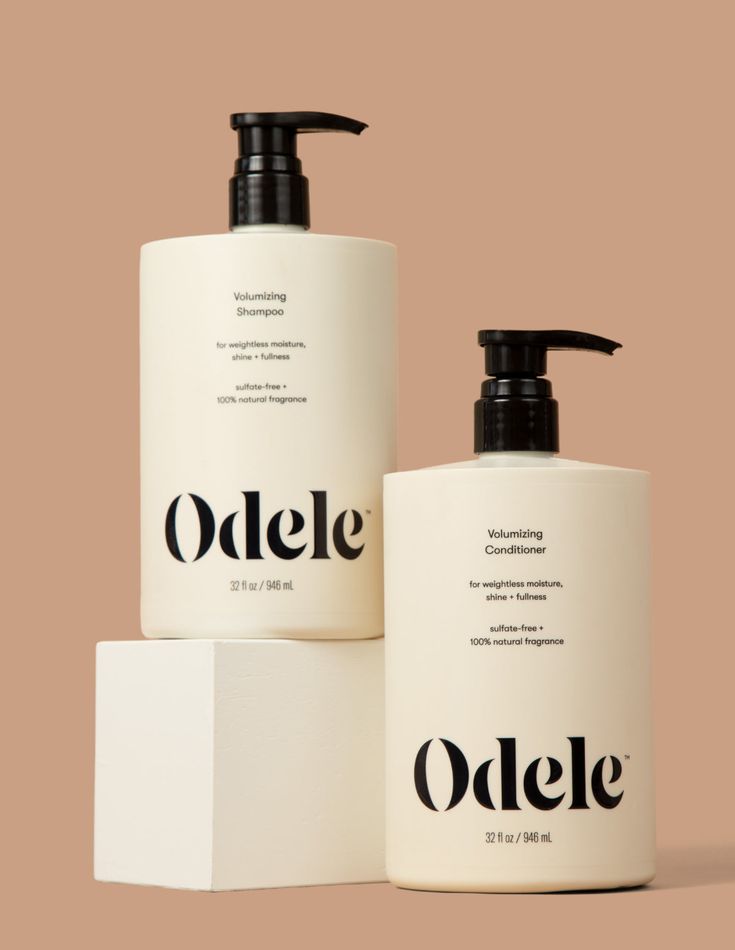 Volumizing
Shampoo
for weightless moisture,
shine + fullness
sulfate-free +
100% natural fragrance
Odele™
32 fl oz / 946 mL
Volumizing
Conditioner
for weightless moisture,
shine + fullness
sulfate-free +
100% natural fragrance
Odele™
32 fl oz / 946 mL